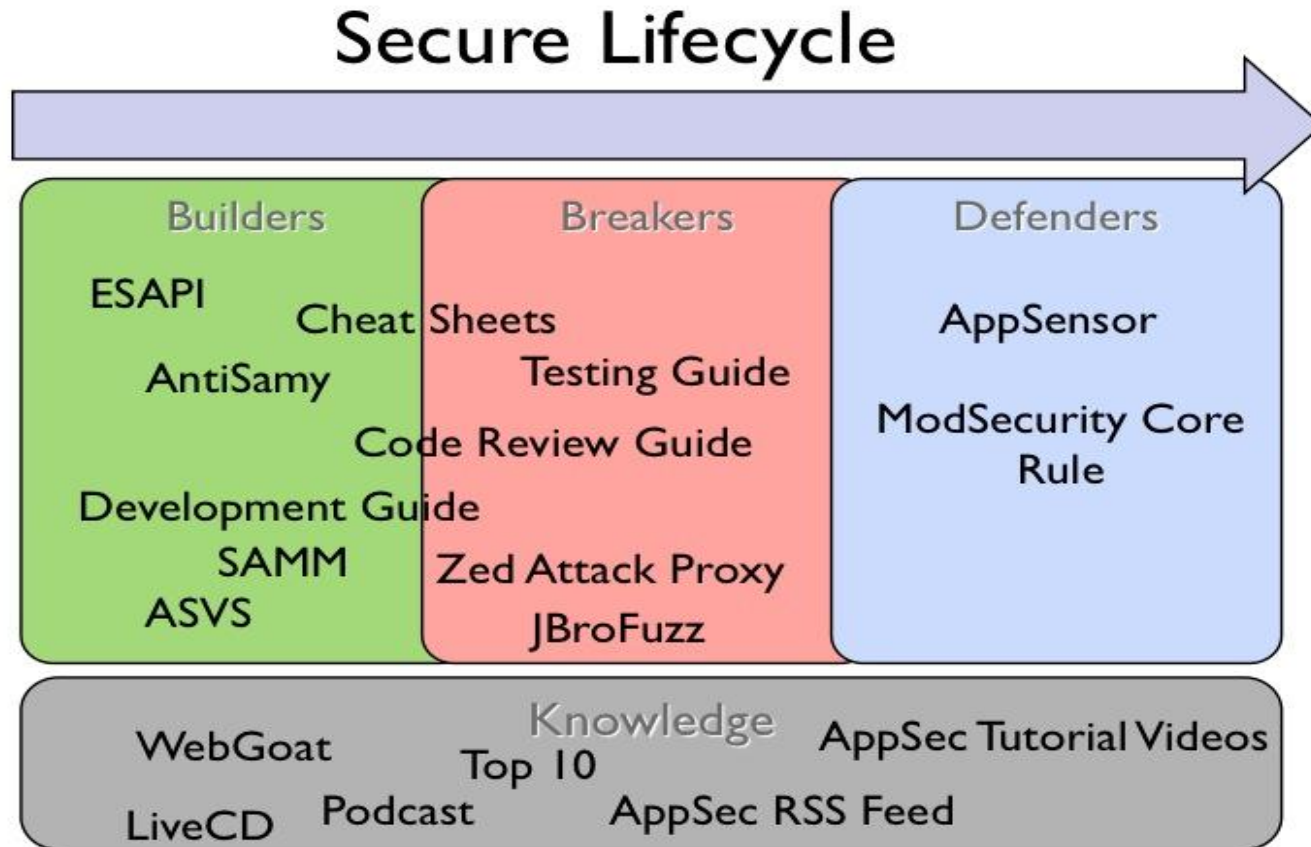 Secure Lifecycle
Builders
Breakers
Defenders
ESAPI
Cheat Sheets
AntiSamy
Testing Guide
Code Review Guide
Development Guide
SAMM
Zed Attack Proxy
ASVS
JBroFuzz
AppSensor
ModSecurity Core
Rule
Knowledge
WebGoat
Top 10
AppSec Tutorial Videos
LiveCD
Podcast
AppSec RSS Feed